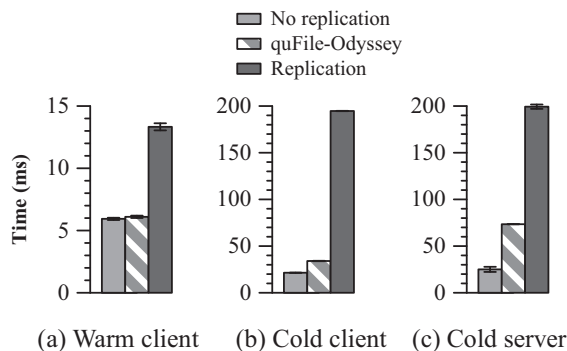 No replication
quFile-Odyssey
Replication
Time (ms)
15
10
5
0
200
150
100
50
0
200
150
100
50
0
(a) Warm client
(b) Cold client
(c) Cold server